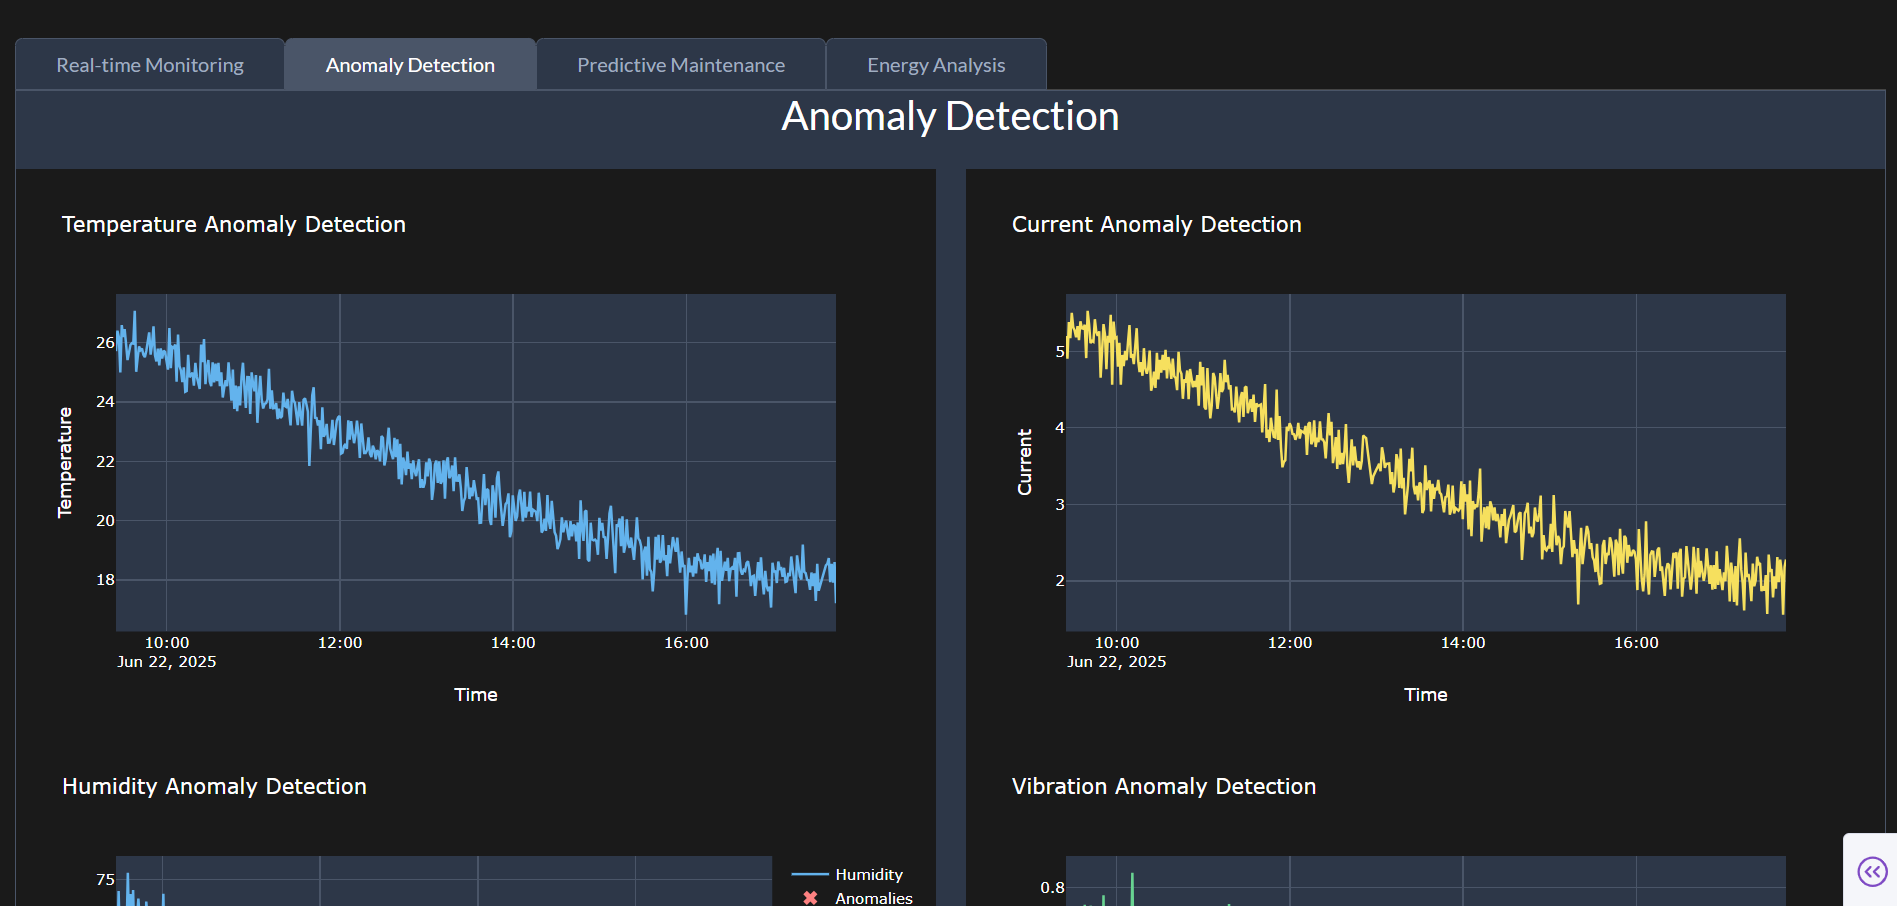 Real-time Monitoring
Anomaly Detection
Predictive Maintenance
Energy Analysis
Anomaly Detection
Temperature Anomaly Detection
26
24
22
20
18
Temperature
10:00
12:00
14:00
16:00
Jun 22, 2025
Time
Current Anomaly Detection
5
4
3
2
Current
10:00
12:00
14:00
16:00
Jun 22, 2025
Time
Humidity Anomaly Detection
75
Humidity
Anomalies
Vibration Anomaly Detection
0.8